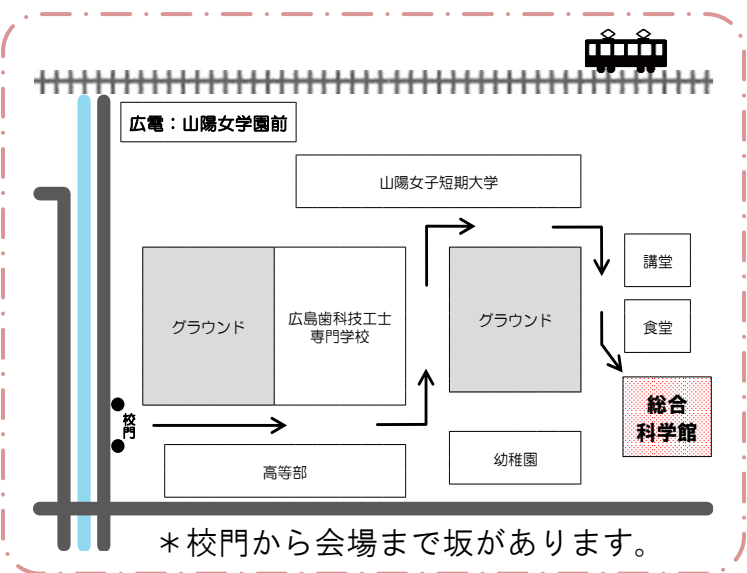 広電：山陽女学園前
山陽女子短期大学
講堂
グラウンド
広島歯科技工士
専門学校
グラウンド
食堂
総合
科学館
校門
高等部
幼稚園
＊校門から会場まで坂があります。